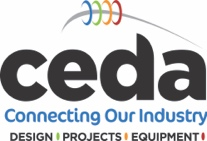 ceda
Connecting Our Industry
DESIGN PROJECTS EQUIPMENT